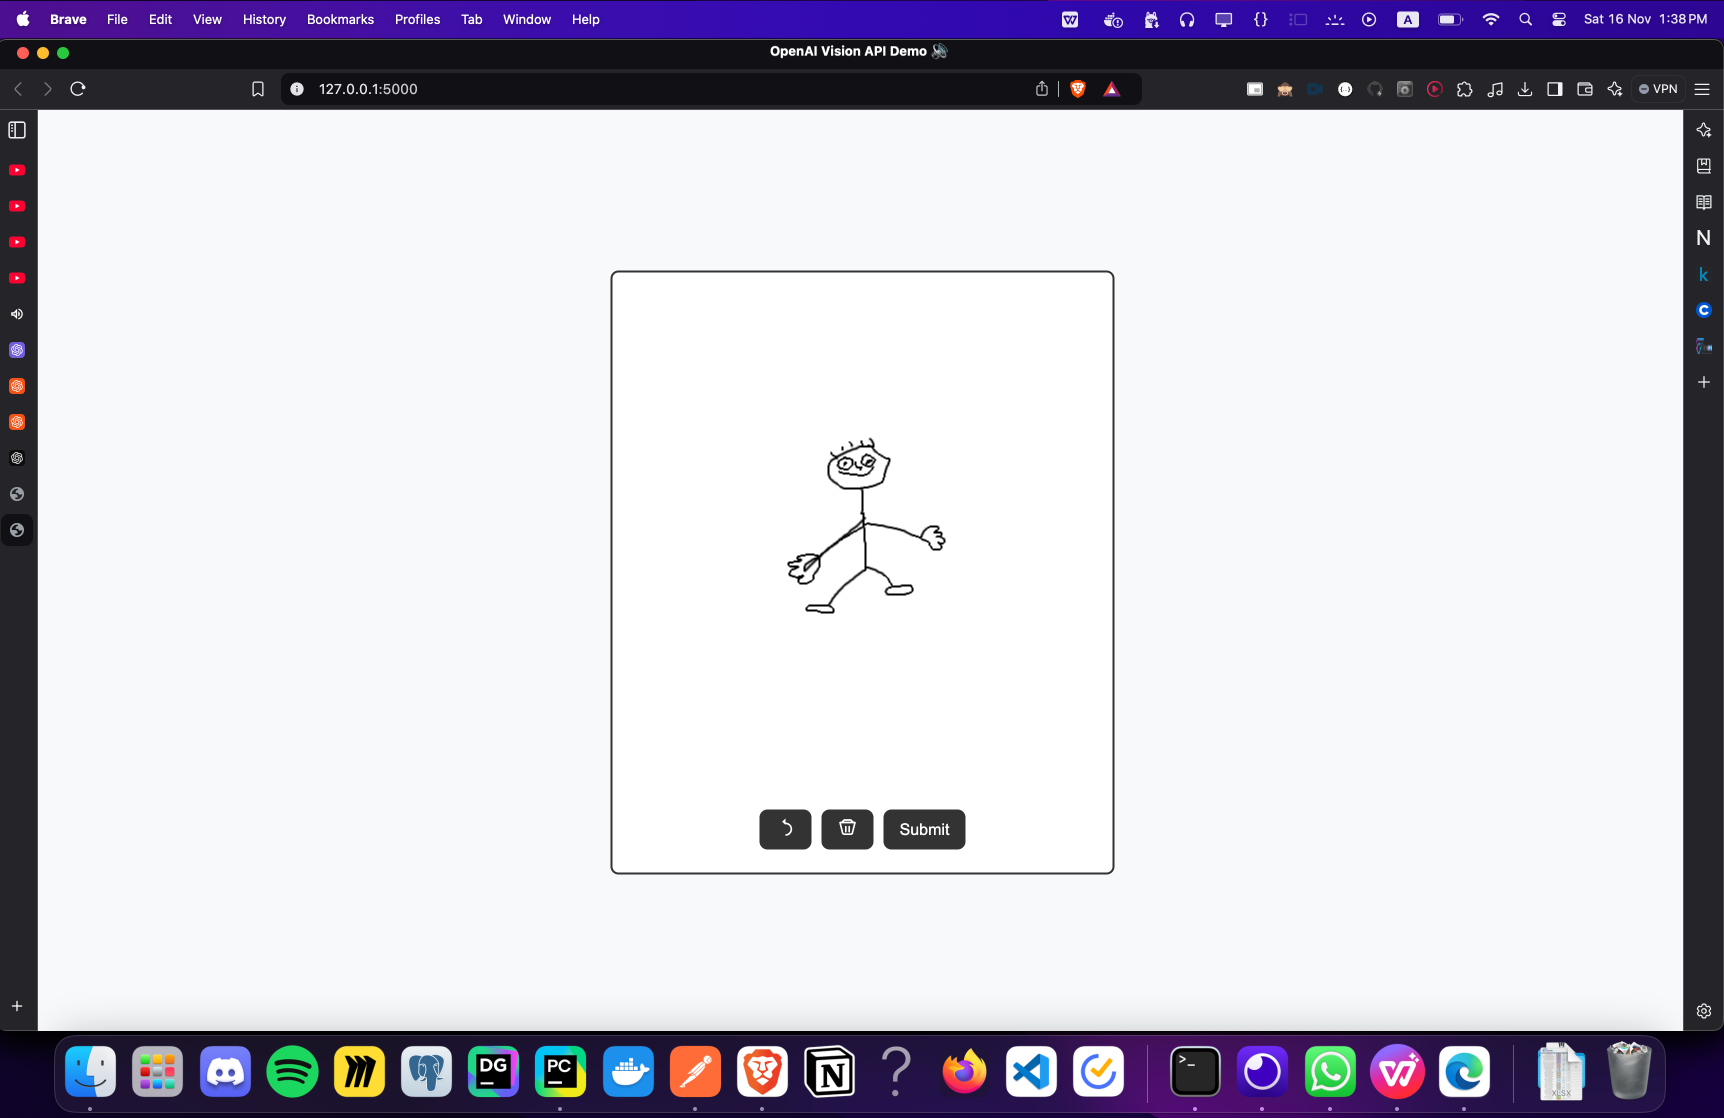 Brave File Edit View History Bookmarks Profiles Tab Window Help
A
Sat 16 Nov 1:38 PM
OpenAI Vision API Demo
127.0.0.1:5000
VPN
N
k
C
Submit
DG
PC
N
?
>_
XLSX